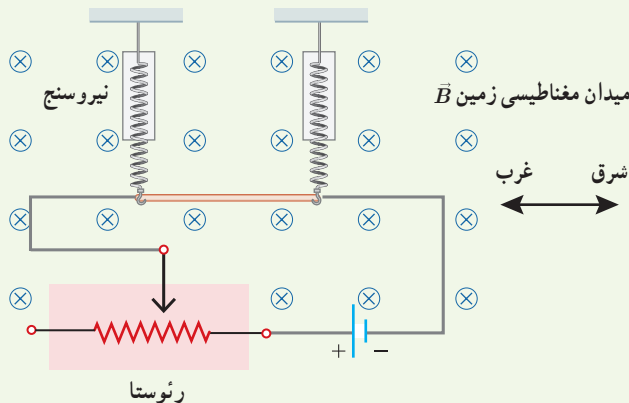 نیروسنج
میدان مغناطیسی زمین B⃗
غرب
شرق
+
−
رئوستا